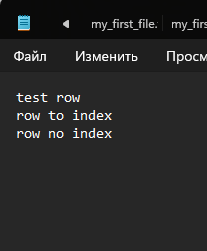 my_first_file. my_firs
Файл Изменить Просм
test row
row to index
row no index